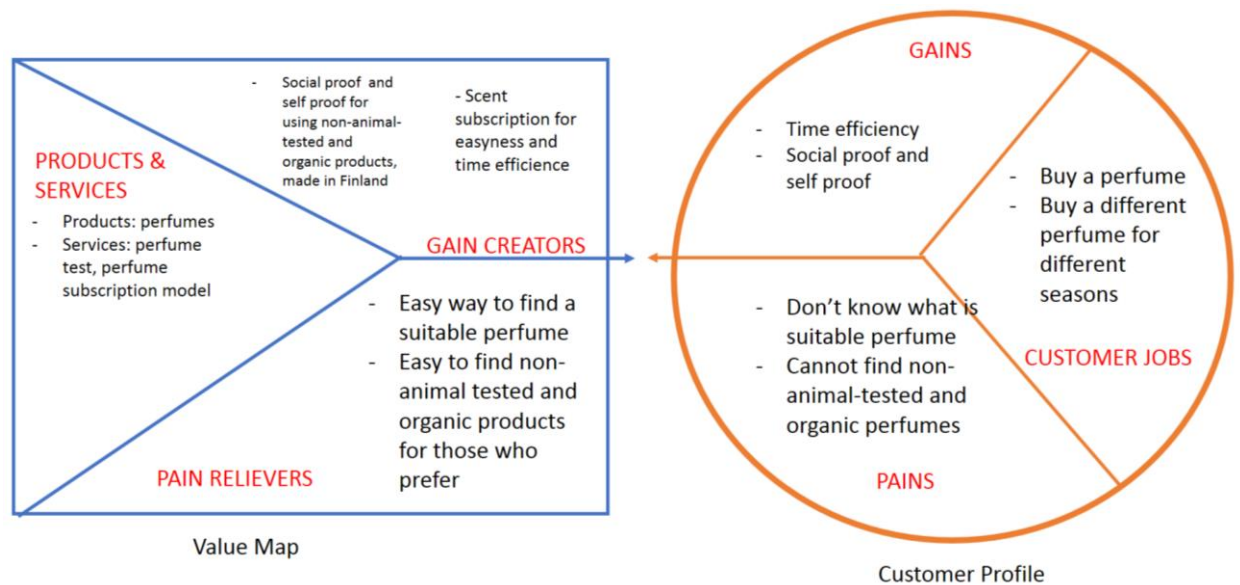 - Social proof and
self proof for
using non-animal-
tested and
organic products,
made in Finland
- Scent
subscription for
easyness and
time efficience
PRODUCTS &
SERVICES
- Products: perfumes
- Services: perfume
test, perfume
subscription model
GAIN CREATORS
- Easy way to find a
suitable perfume
- Easy to find non-
animal tested and
organic products
for those who
prefer
PAIN RELIEVERS
Value Map
GAINS
- Time efficiency
- Social proof and
self proof
- Buy a perfume
- Buy a different
perfume for
different
seasons
CUSTOMER JOBS
- Don’t know what is
suitable perfume
- Cannot find non-
animal-tested and
organic perfumes
PAINS
Customer Profile